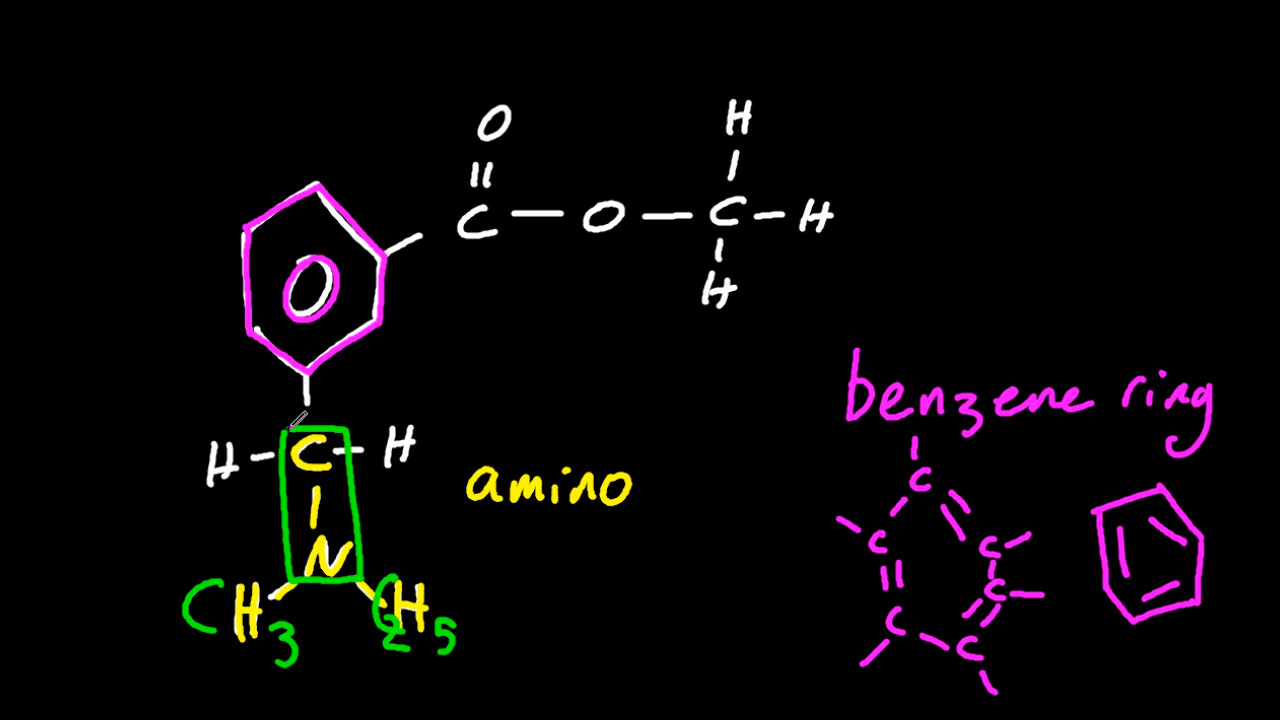 O H
||
C — O — C – H
H
benzene ring
H – C – H
amino
C
C C
N
CH3 C2H5
C
C
C